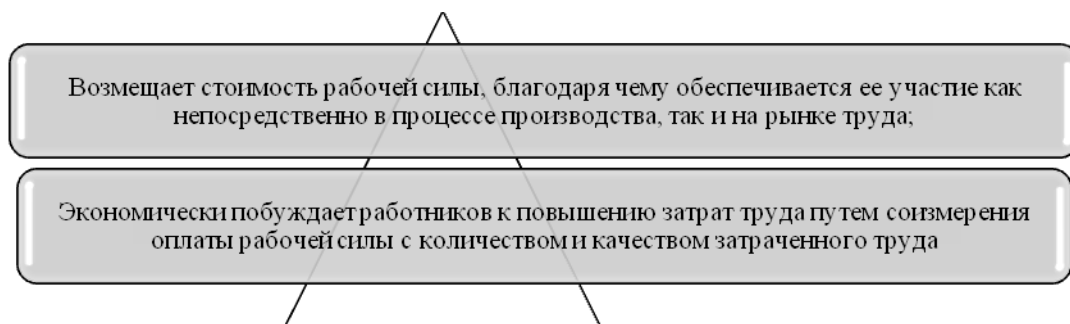 Возмещает стоимость рабочей силы, благодаря чему обеспечивается ее участие как
непосредственно в процессе производства, так и на рынке труда;
Экономически побуждает работников к повышению затрат труда путем соизмерения
оплаты рабочей силы с количеством и качеством затраченного труда